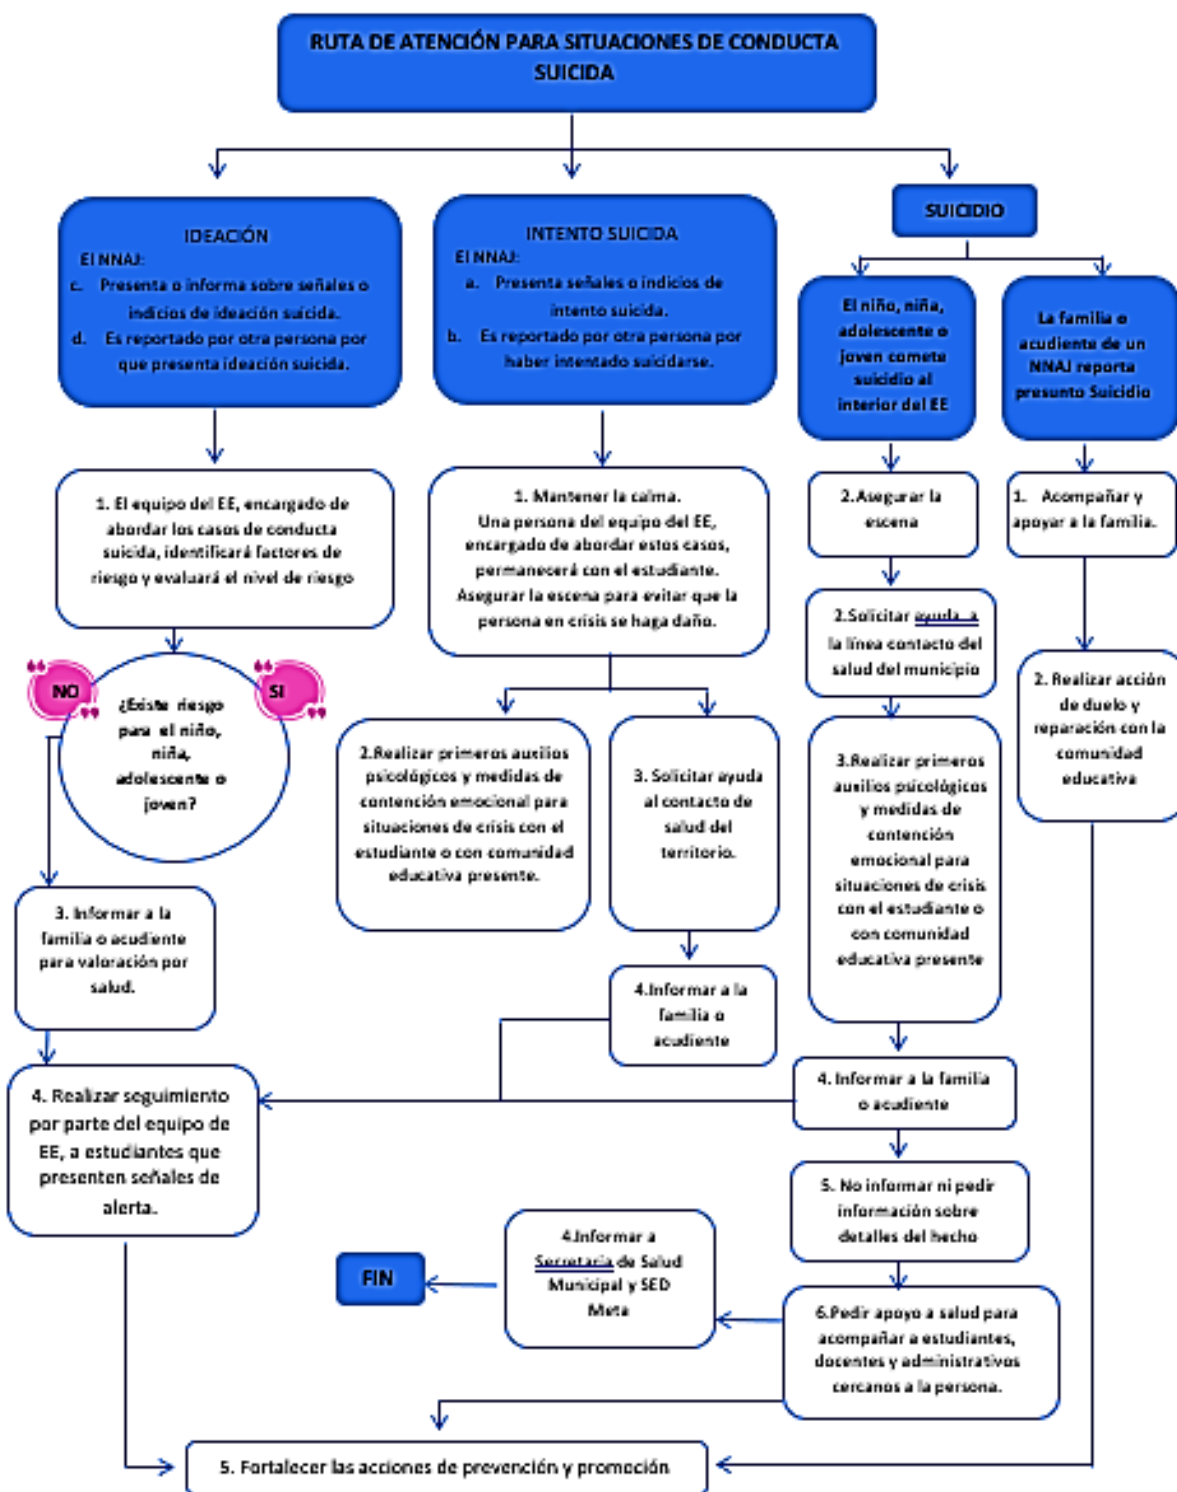 RUTA DE ATENCIÓN PARA SITUACIONES DE CONDUCTA
SUICIDA
IDEACIÓN
El NNAJ:
c. Presenta o informa sobre señales o
indicios de ideación suicida.
d. Es reportado por otra persona por
que presenta ideación suicida.
INTENTO SUICIDA
El NNAJ:
a. Presenta señales o indicios de
intento suicida.
b. Es reportado por otra persona por
haber intentado suicidarse.
SUICIDIO
El niño, niña,
adolescente o
joven comete
suicidio al
interior del EE
La familia o
acudiente de un
NNAJ reporta
presunto Suicidio
1. El equipo del EE, encargado de
abordar los casos de conducta
suicida, identificará factores de
riesgo y evaluará el nivel de riesgo
1. Mantener la calma.
Una persona del equipo del EE,
encargado de abordar estos casos,
permanecerá con el estudiante.
Asegurar la escena para evitar que la
persona en crisis se haga daño.
2.Asegurar la
escena
1. Acompañar y
apoyar a la familia.
2.Solicitar ayuda a
la línea contacto del
salud del municipio
NO
SI
¿Existe riesgo
para el niño,
niña,
adolescente o
joven?
2.Realizar primeros auxilios
psicológicos y medidas de
contención emocional para
situaciones de crisis con el
estudiante o con comunidad
educativa presente.
3. Solicitar ayuda
al contacto de
salud del
territorio.
3.Realizar primeros
auxilios psicológicos
y medidas de
contención
emocional para
situaciones de crisis
con el estudiante o
con comunidad
educativa presente
2. Realizar acción
de duelo y
reparación con la
comunidad
educativa
3. Informar a la
familia o acudiente
para valoración por
salud.
4.Informar a la
familia o
acudiente
4. Realizar seguimiento
por parte del equipo de
EE, a estudiantes que
presenten señales de
alerta.
4. Informar a la familia
o acudiente
5. No informar ni pedir
información sobre
detalles del hecho
4.Informar a
Secretaria de Salud
Municipal y SED
Meta
FIN
6.Pedir apoyo a salud para
acompañar a estudiantes,
docentes y administrativos
cercanos a la persona.
5. Fortalecer las acciones de prevención y promoción